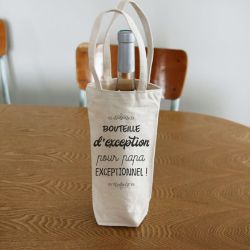 BOUTEILLE
d'exception
pour papa
EXCEPTIONNEL !